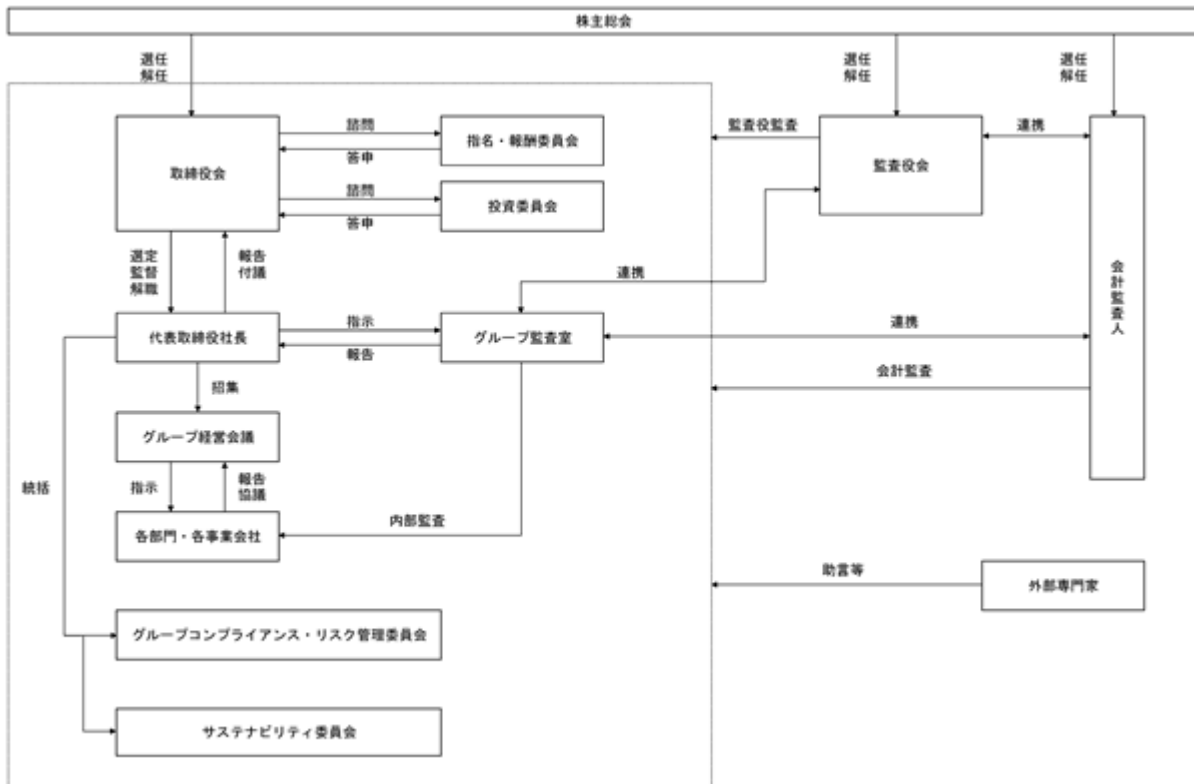 株主総会
選任
解任
選任
解任
選任
解任
取締役会
諮問
答申
指名・報酬委員会
諮問
答申
投資委員会
監査役監査
監査役会
連携
会計監査人
選定
監督
解職
報告
付議
連携
代表取締役社長
指示
報告
グループ監査室
連携
会計監査
招集
グループ経営会議
統括
指示
報告
協議
各部門・各事業会社
内部監査
助言等
外部専門家
グループコンプライアンス・リスク管理委員会
サステナビリティ委員会